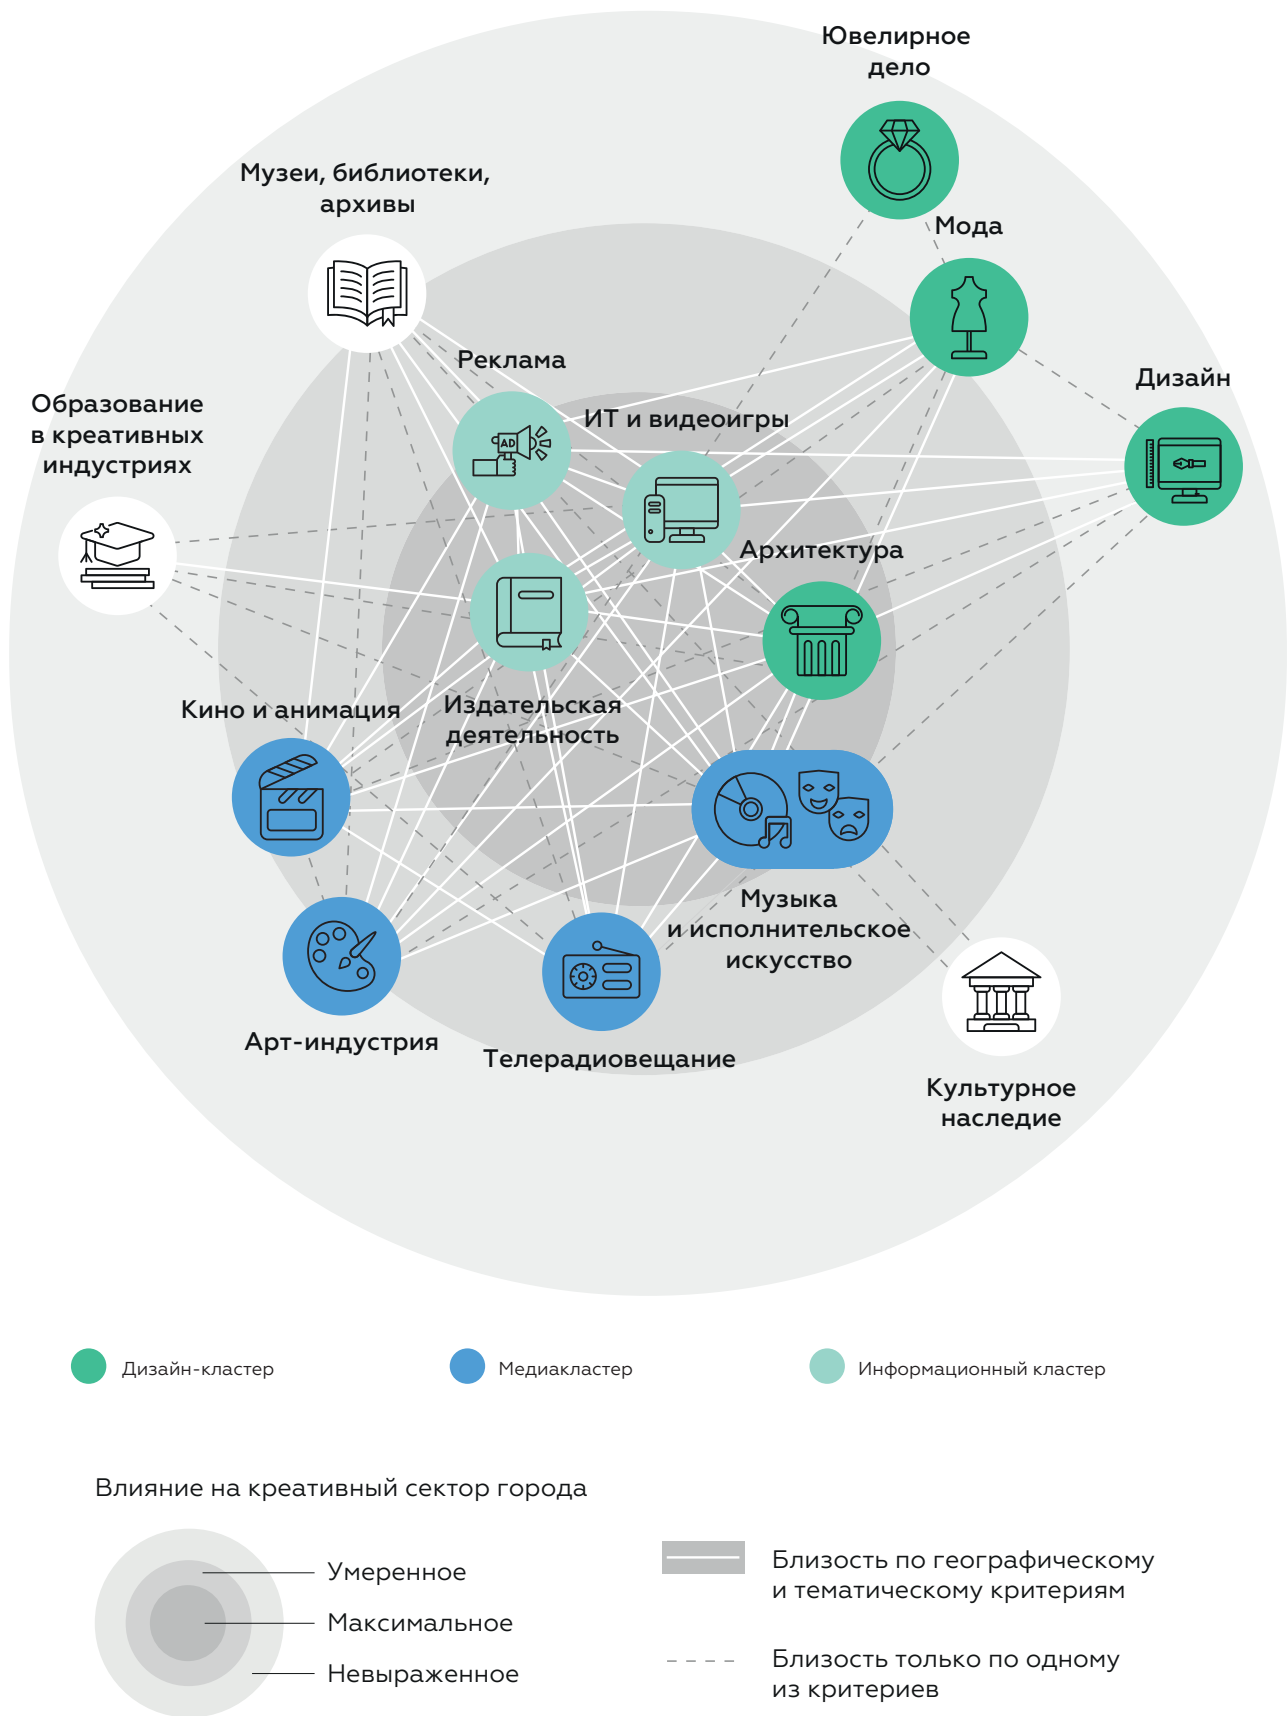 Ювелирное
дело
Музеи, библиотеки,
архивы
Мода
Реклама
Дизайн
Образование
в креативных
индустриях
ИТ и видеоигры
AD
Архитектура
Кино и анимация
Издательская
деятельность
Музыка
и исполнительское
искусство
Арт-индустрия
Телерадиовещание
Культурное
наследие
Дизайн-кластер
Медиакластер
Информационный кластер
Влияние на креативный сектор города
Умеренное
Максимальное
Невыраженное
Близость по географическому
и тематическому критериям
Близость только по одному
из критериев